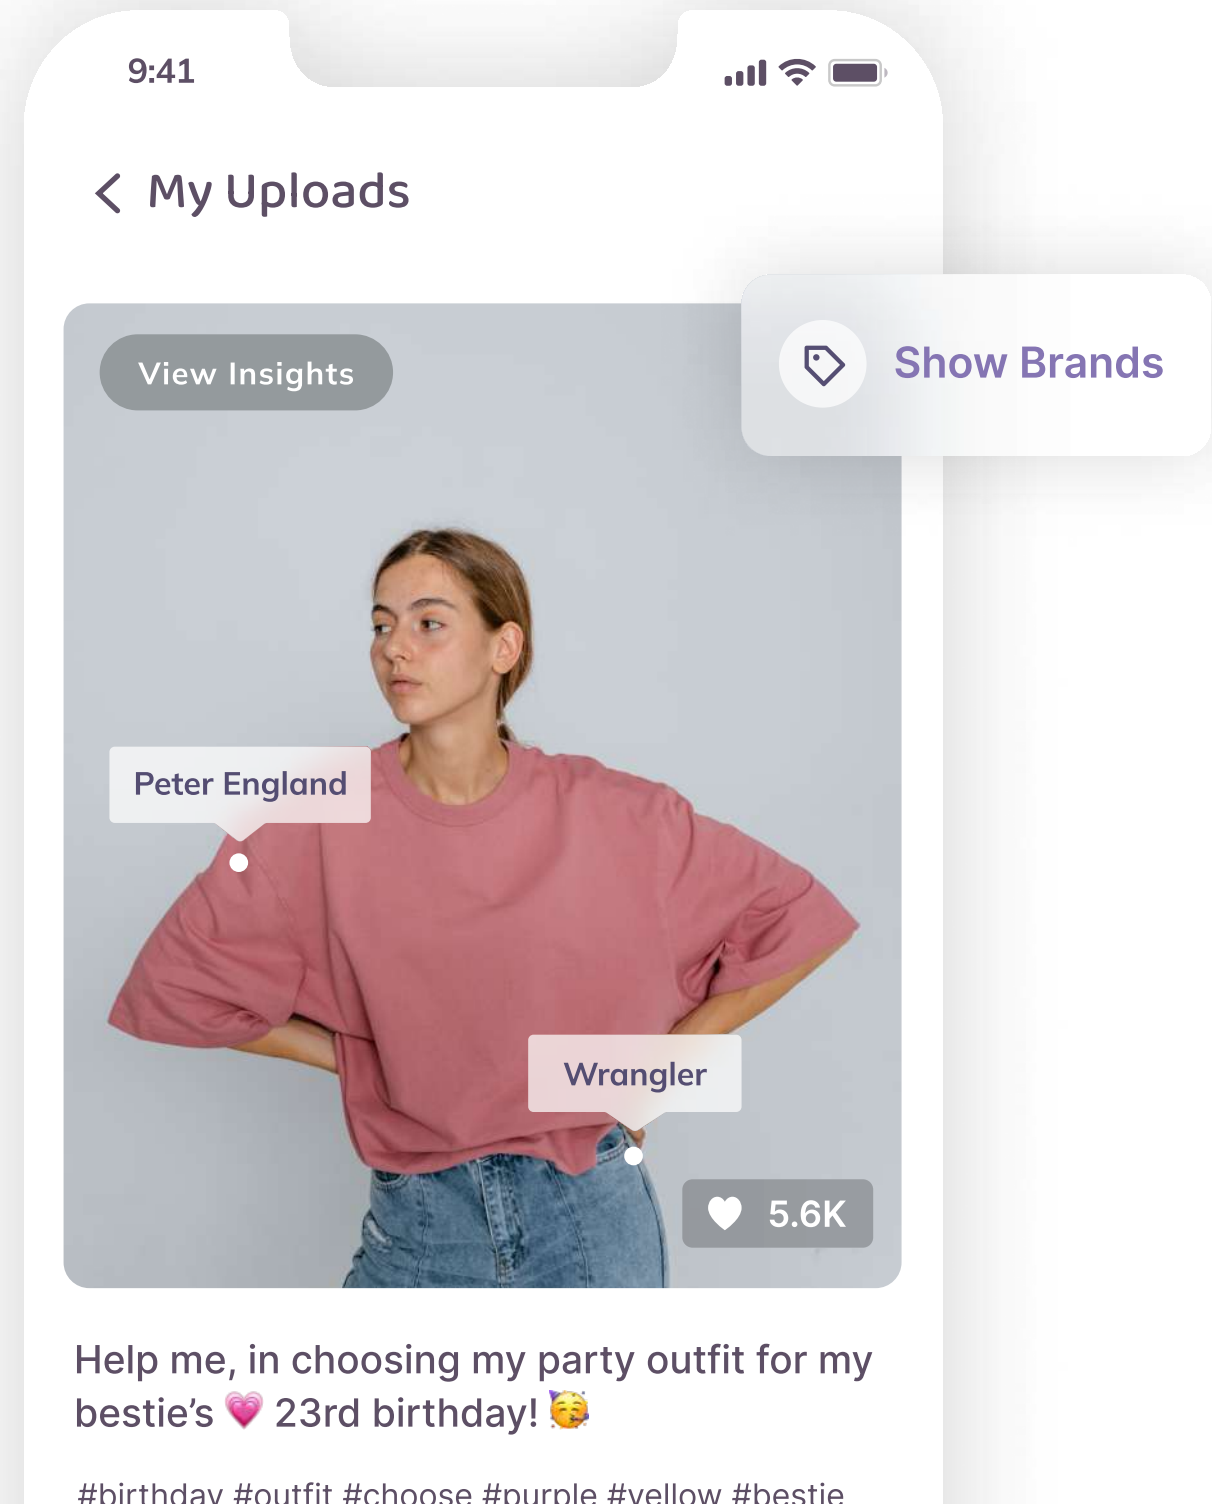 9:41
My Uploads
View Insights
Show Brands
Peter England
Wrangler
5.6K
Help me, in choosing my party outfit for my
bestie’s 💗 23rd birthday! 🥳
#birthday #outfit #choose #purple #yellow #bestie